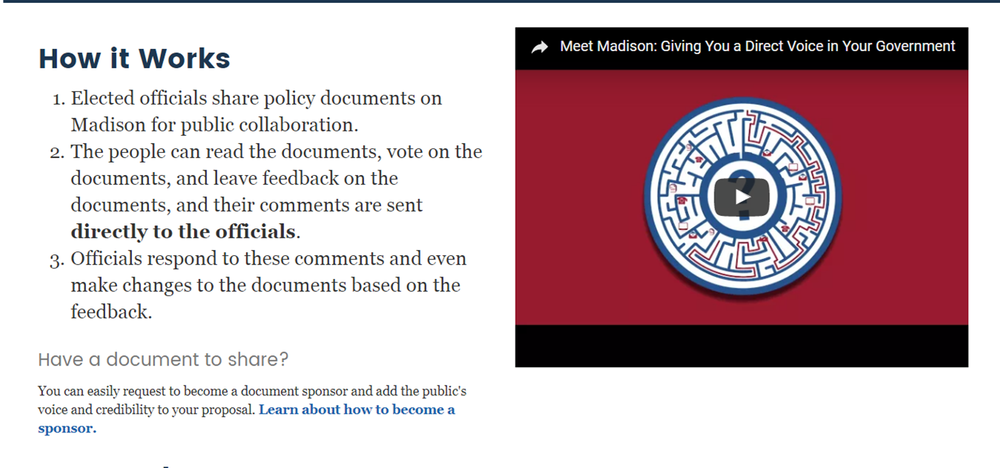 How it Works
1. Elected officials share policy documents on
Madison for public collaboration.
2. The people can read the documents, vote on the
documents, and leave feedback on the
documents, and their comments are sent
directly to the officials.
3. Officials respond to these comments and even
make changes to the documents based on the
feedback.
Have a document to share?
You can easily request to become a document sponsor and add the public's
voice and credibility to your proposal. Learn about how to become a
sponsor.
Meet Madison: Giving You a Direct Voice in Your Government
?